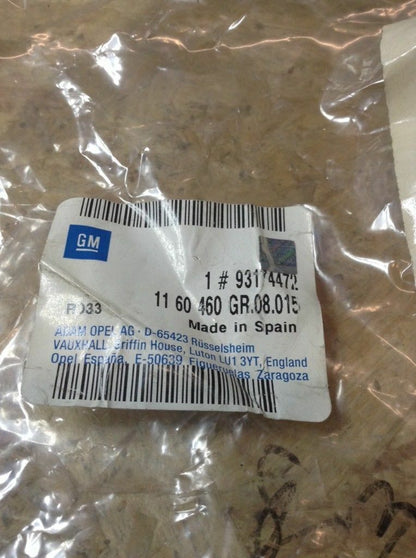 GM
1 # 93174472
11 60 460 GR.08.015
R033
Made in Spain
ADAM OPEL AG · D-65423 Rüsselsheim
VAUXHALL Griffin House, Luton LU1 3YT, England
Opel España, E-50639 Figueruelas Zaragoza